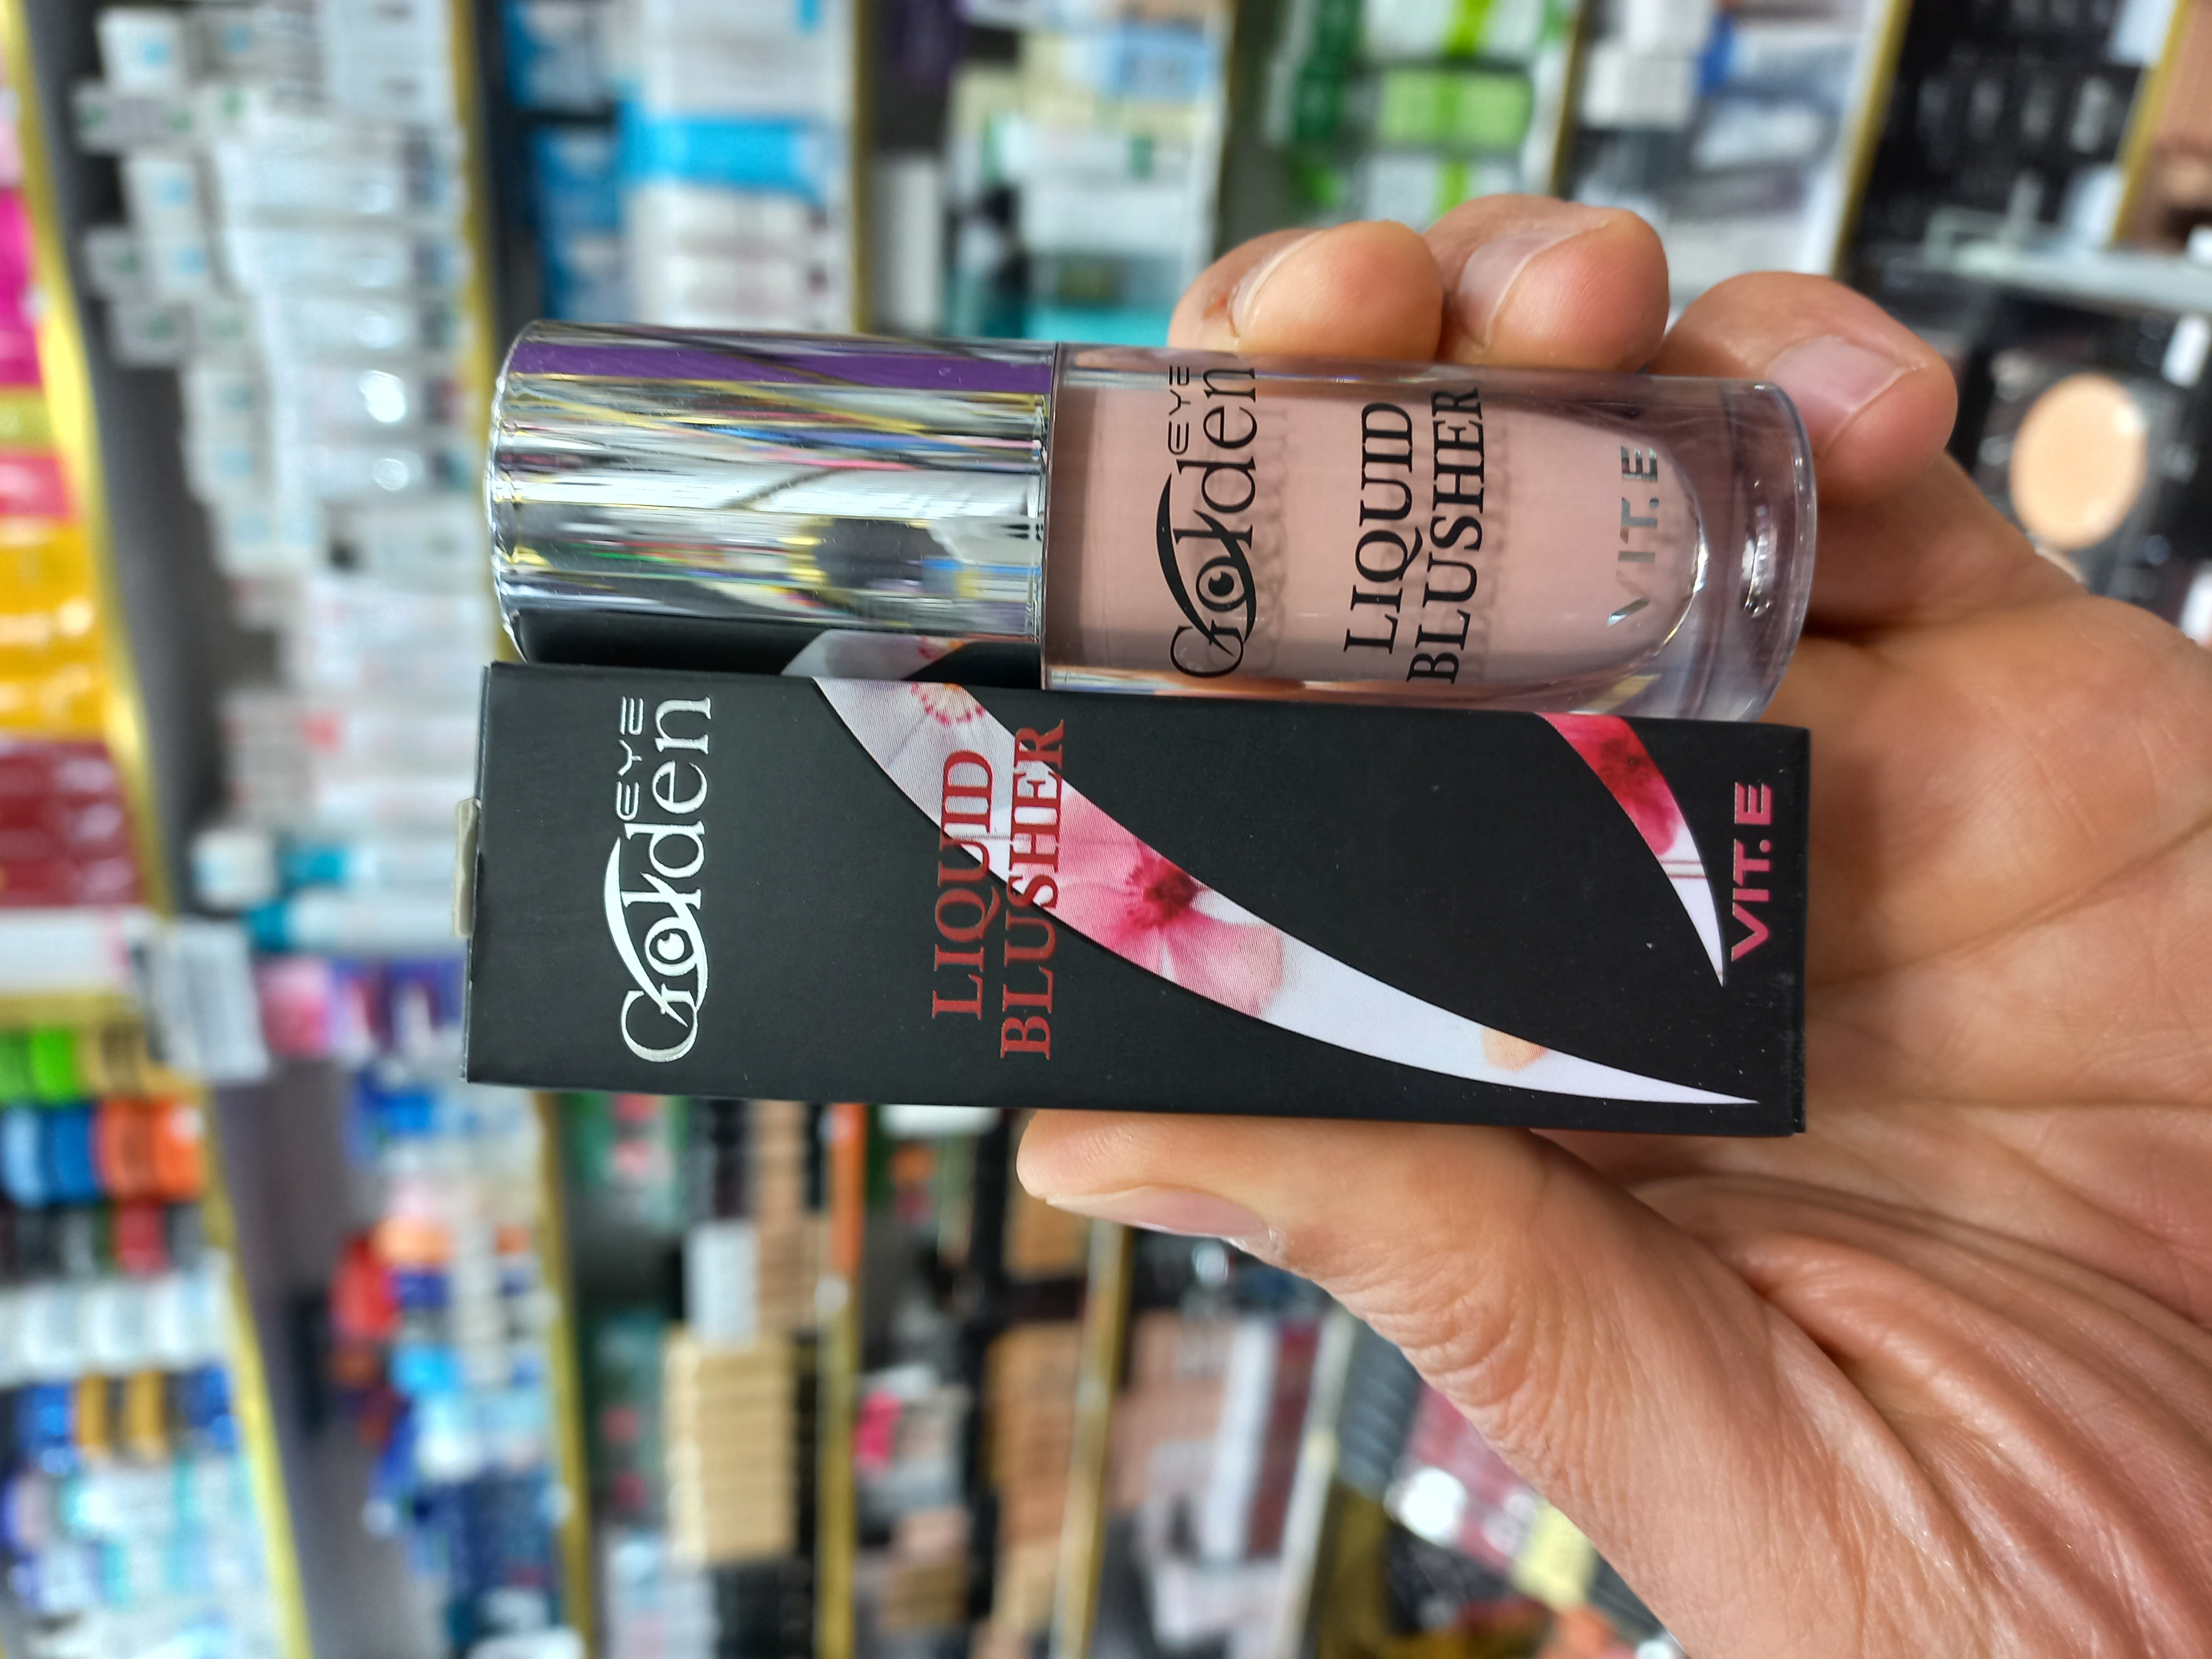 Golden
EYE
LIQUID
BLUSHER
VIT.E
Golden
EYE
LIQUID
BLUSHER
VIT. E